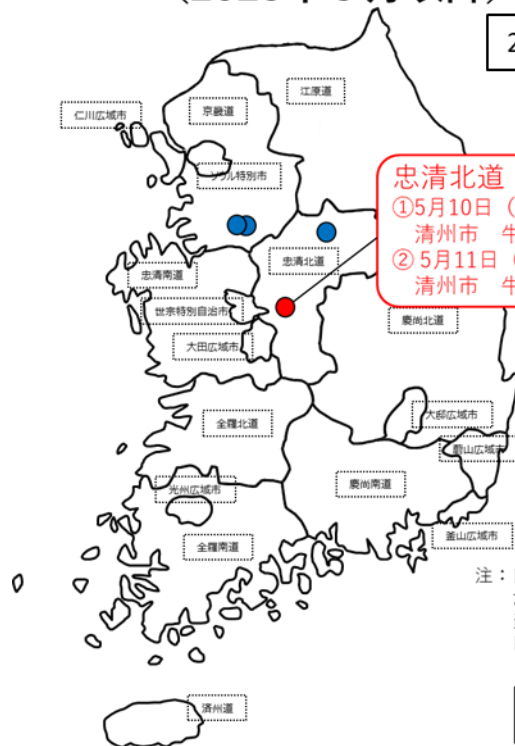 江原道
仁川広域市
京畿道
ソウル特別市
忠清北道
①5月10日（
清州市 牛
② 5月11日（
清州市 牛
忠清北道
忠清南道
世宗特別自治市
大田広域市
慶尚北道
全羅北道
大邱広域市
蔚山広域市
光州広域市
慶尚南道
全羅南道
釜山広域市
注：
済州道